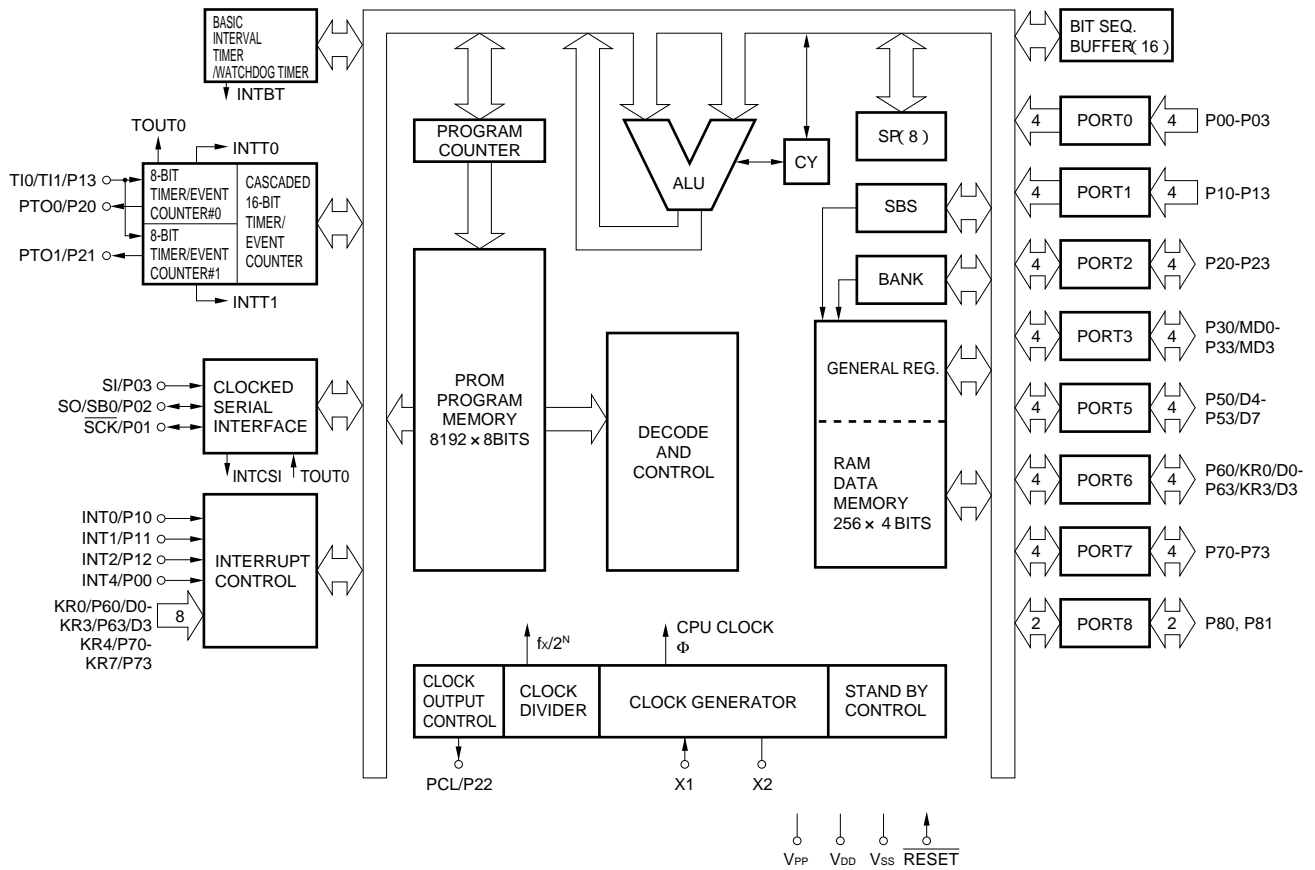 BASIC
INTERVAL
TIMER
/WATCHDOG TIMER
INTBT
TOUT0
INTT0
TI0/TI1/P13
PTO0/P20
PTO1/P21
8-BIT
TIMER/EVENT
COUNTER#0
8-BIT
TIMER/EVENT
COUNTER#1
CASCADED
16-BIT
TIMER/
EVENT
COUNTER
INTT1
SI/P03
SO/SB0/P02
SCK/P01
CLOCKED
SERIAL
INTERFACE
INTCSI
TOUT0
INT0/P10
INT1/P11
INT2/P12
INT4/P00
KR0/P60/D0-
KR3/P63/D3
KR4/P70-
KR7/P73
8
INTERRUPT
CONTROL
PROGRAM
COUNTER
ALU
CY
SP(8)
SBS
BANK
PROM
PROGRAM
MEMORY
8192 × 8BITS
DECODE
AND
CONTROL
GENERAL REG.
RAM
DATA
MEMORY
256 × 4 BITS
fX/2N
CPU CLOCK
Φ
CLOCK
OUTPUT
CONTROL
CLOCK
DIVIDER
CLOCK GENERATOR
STAND BY
CONTROL
PCL/P22
X1
X2
VPP
VDD
VSS
RESET
BIT SEQ.
BUFFER(16)
4 PORT0 4 P00-P03
4 PORT1 4 P10-P13
4 PORT2 4 P20-P23
4 PORT3 4 P30/MD0-
P33/MD3
4 PORT5 4 P50/D4-
P53/D7
4 PORT6 4 P60/KR0/D0-
P63/KR3/D3
4 PORT7 4 P70-P73
2 PORT8 2 P80, P81